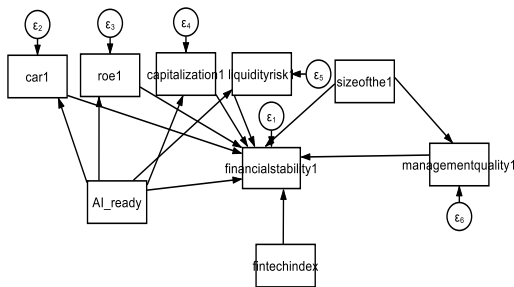 ε2
ε3
ε4
car1
roe1
capitalization1
liquidityrisk1
ε5
sizeofthe1
ε1
financialstability1
managementquality1
AI_ready
ε6
fintechindex